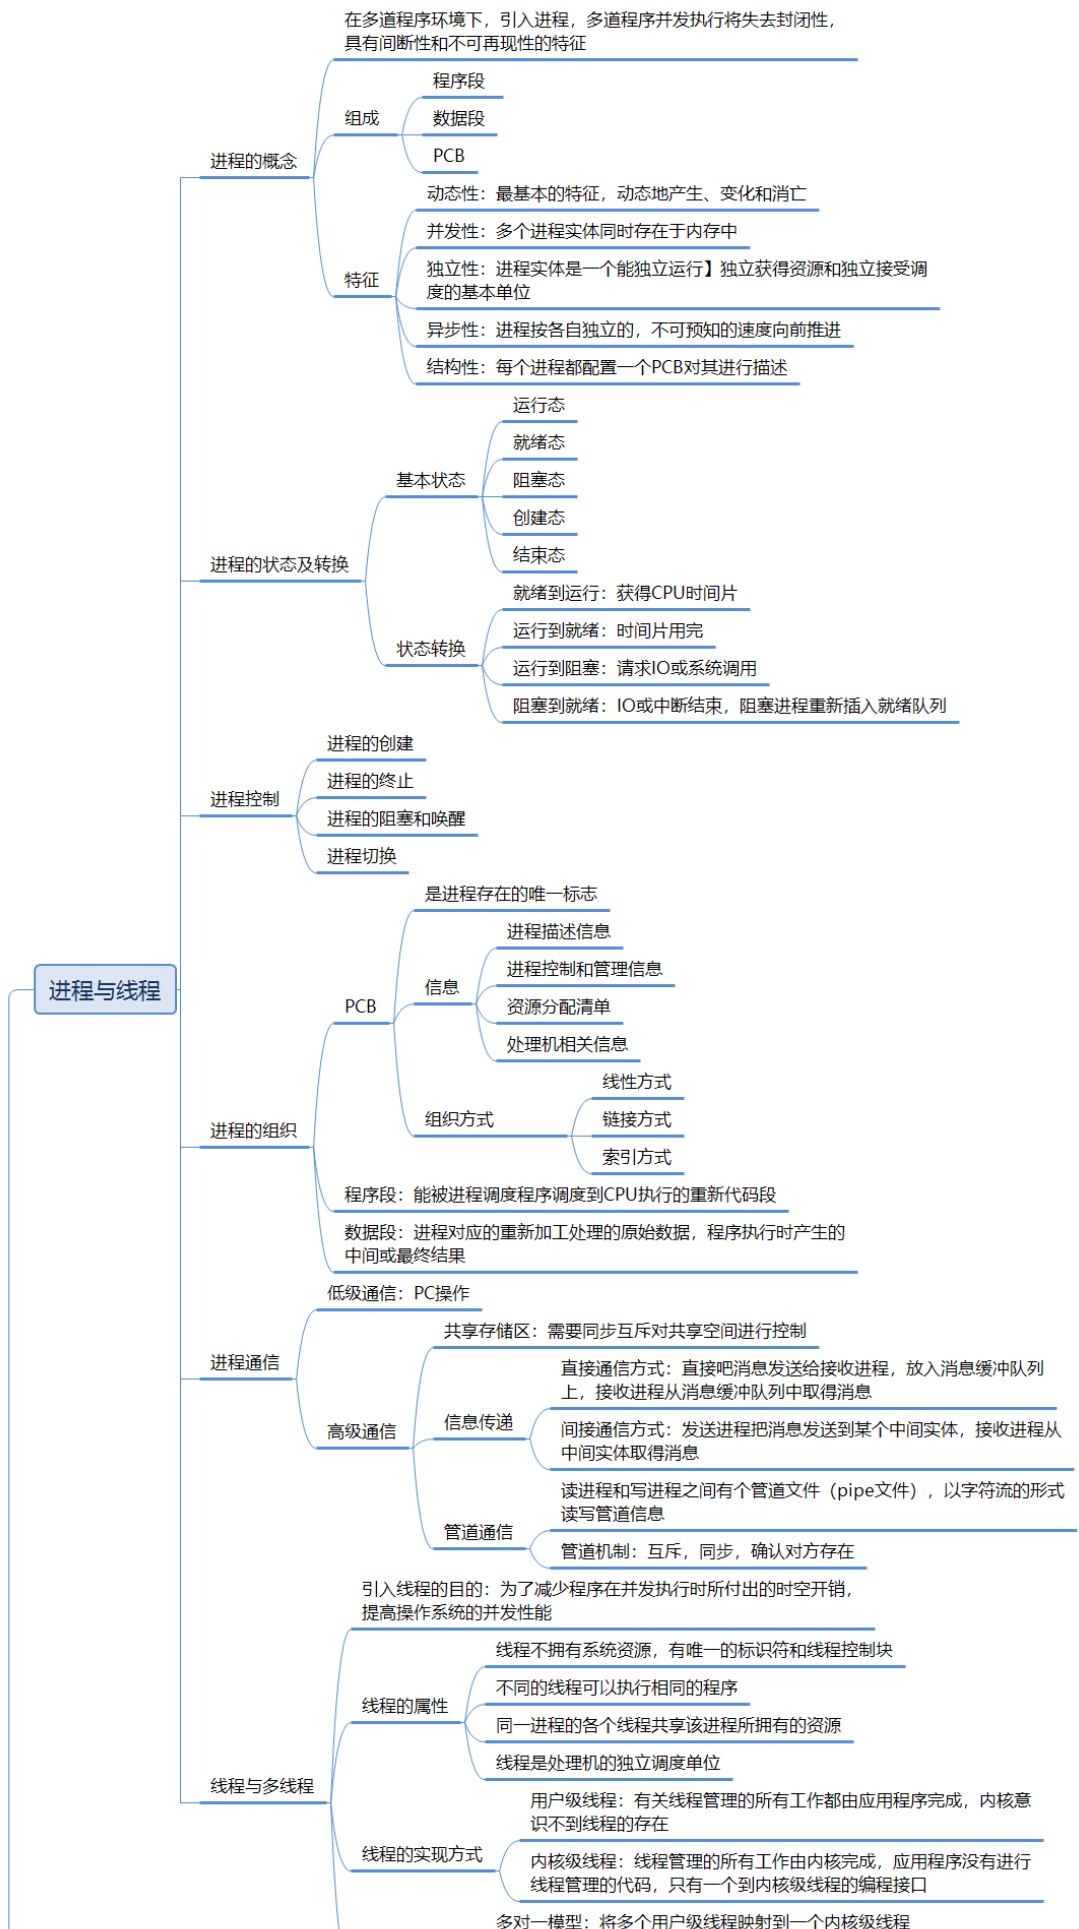 在多道程序环境下，引入进程，多道程序并发执行将失去封闭性，
具有间断性和不可再现性的特征
程序段
组成
数据段
PCB
进程的概念
动态性：最基本的特征，动态地产生、变化和消亡
并发性：多个进程实体同时存在于内存中
独立性：进程实体是一个能独立运行】独立获得资源和独立接受调
度的基本单位
特征
异步性：进程按各自独立的，不可预知的速度向前推进
结构性：每个进程都配置一个PCB对其进行描述
运行态
就绪态
基本状态
阻塞态
创建态
结束态
进程的状态及转换
就绪到运行：获得CPU时间片
运行到就绪：时间片用完
状态转换
运行到阻塞：请求IO或系统调用
阻塞到就绪：IO或中断结束，阻塞进程重新插入就绪队列
进程的创建
进程的终止
进程控制
进程的阻塞和唤醒
进程切换
是进程存在的唯一标志
进程描述信息
进程控制和管理信息
信息
资源分配清单
处理机相关信息
PCB
进程与线程
线性方式
组织方式
链接方式
索引方式
进程的组织
程序段：能被进程调度程序调度到CPU执行的重新代码段
数据段：进程对应的重新加工处理的原始数据，程序执行时产生的
中间或最终结果
低级通信：PC操作
进程通信
共享存储区：需要同步互斥对共享空间进行控制
直接通信方式：直接吧消息发送给接收进程，放入消息缓冲队列
上，接收进程从消息缓冲队列中取得消息
信息传递
高级通信
间接通信方式：发送进程把消息发送到某个中间实体，接收进程从
中间实体取得消息
读进程和写进程之间有个管道文件（pipe文件），以字符流的形式
读写管道信息
管道通信
管道机制：互斥，同步，确认对方存在
引入线程的目的：为了减少程序在并发执行时所付出的时空开销，
提高操作系统的并发性能
线程不拥有系统资源，有唯一的标识符和线程控制块
不同的线程可以执行相同的程序
线程的属性
同一进程的各个线程共享该进程所拥有的资源
线程是处理机的独立调度单位
线程与多线程
用户级线程：有关线程管理的所有工作都由应用程序完成，内核意
识不到线程的存在
线程的实现方式
内核级线程：线程管理的所有工作由内核完成，应用程序没有进行
线程管理的代码，只有一个到内核级线程的编程接口
多对一模型：将多个用户级线程映射到一个内核级线程